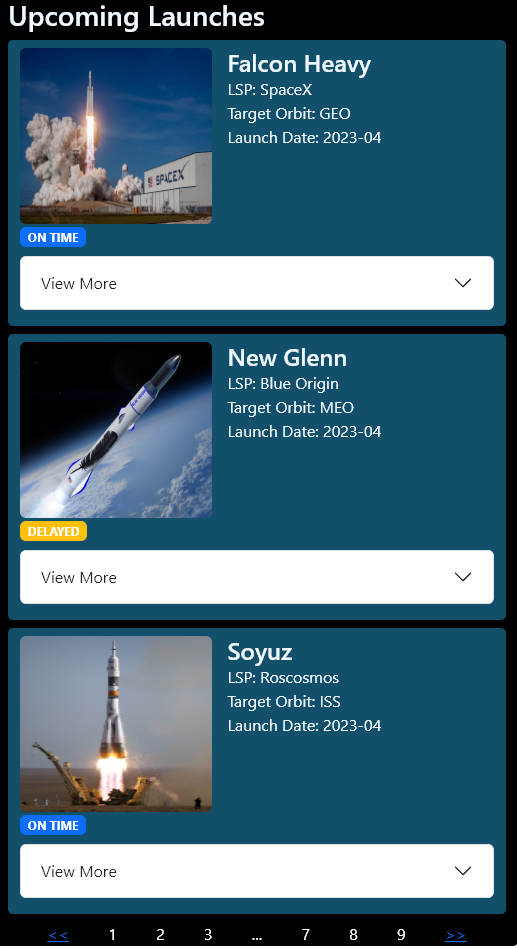 Upcoming Launches
Falcon Heavy
LSP: SpaceX
Target Orbit: GEO
Launch Date: 2023-04
SPACEX
ON TIME
View More
New Glenn
LSP: Blue Origin
Target Orbit: MEO
Launch Date: 2023-04
DELAYED
View More
Soyuz
LSP: Roscosmos
Target Orbit: ISS
Launch Date: 2023-04
ON TIME
View More
<< 1 2 3 ... 7 8 9 >>